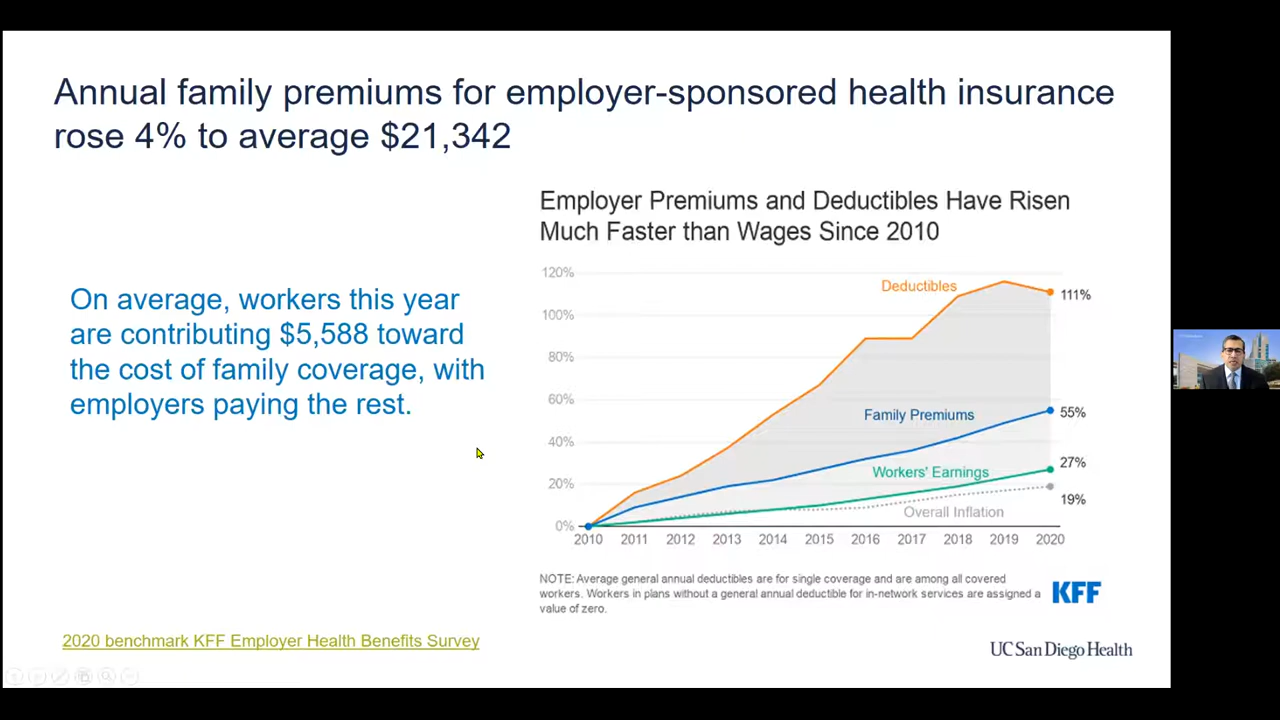 Annual family premiums for employer-sponsored health insurance
rose 4% to average $21,342
On average, workers this year
are contributing $5,588 toward
the cost of family coverage, with
employers paying the rest.
Employer Premiums and Deductibles Have Risen
Much Faster than Wages Since 2010
120%
100%
80%
60%
40%
20%
0%
Deductibles
111%
Family Premiums
55%
Workers' Earnings
27%
Overall Inflation
19%
2010 2011 2012 2013 2014 2015 2016 2017 2018 2019 2020
NOTE: Average general annual deductibles are for single coverage and are among all covered
workers. Workers in plans without a general annual deductible for in-network services are assigned a
value of zero.
KFF
2020 benchmark KFF Employer Health Benefits Survey
UC San Diego Health